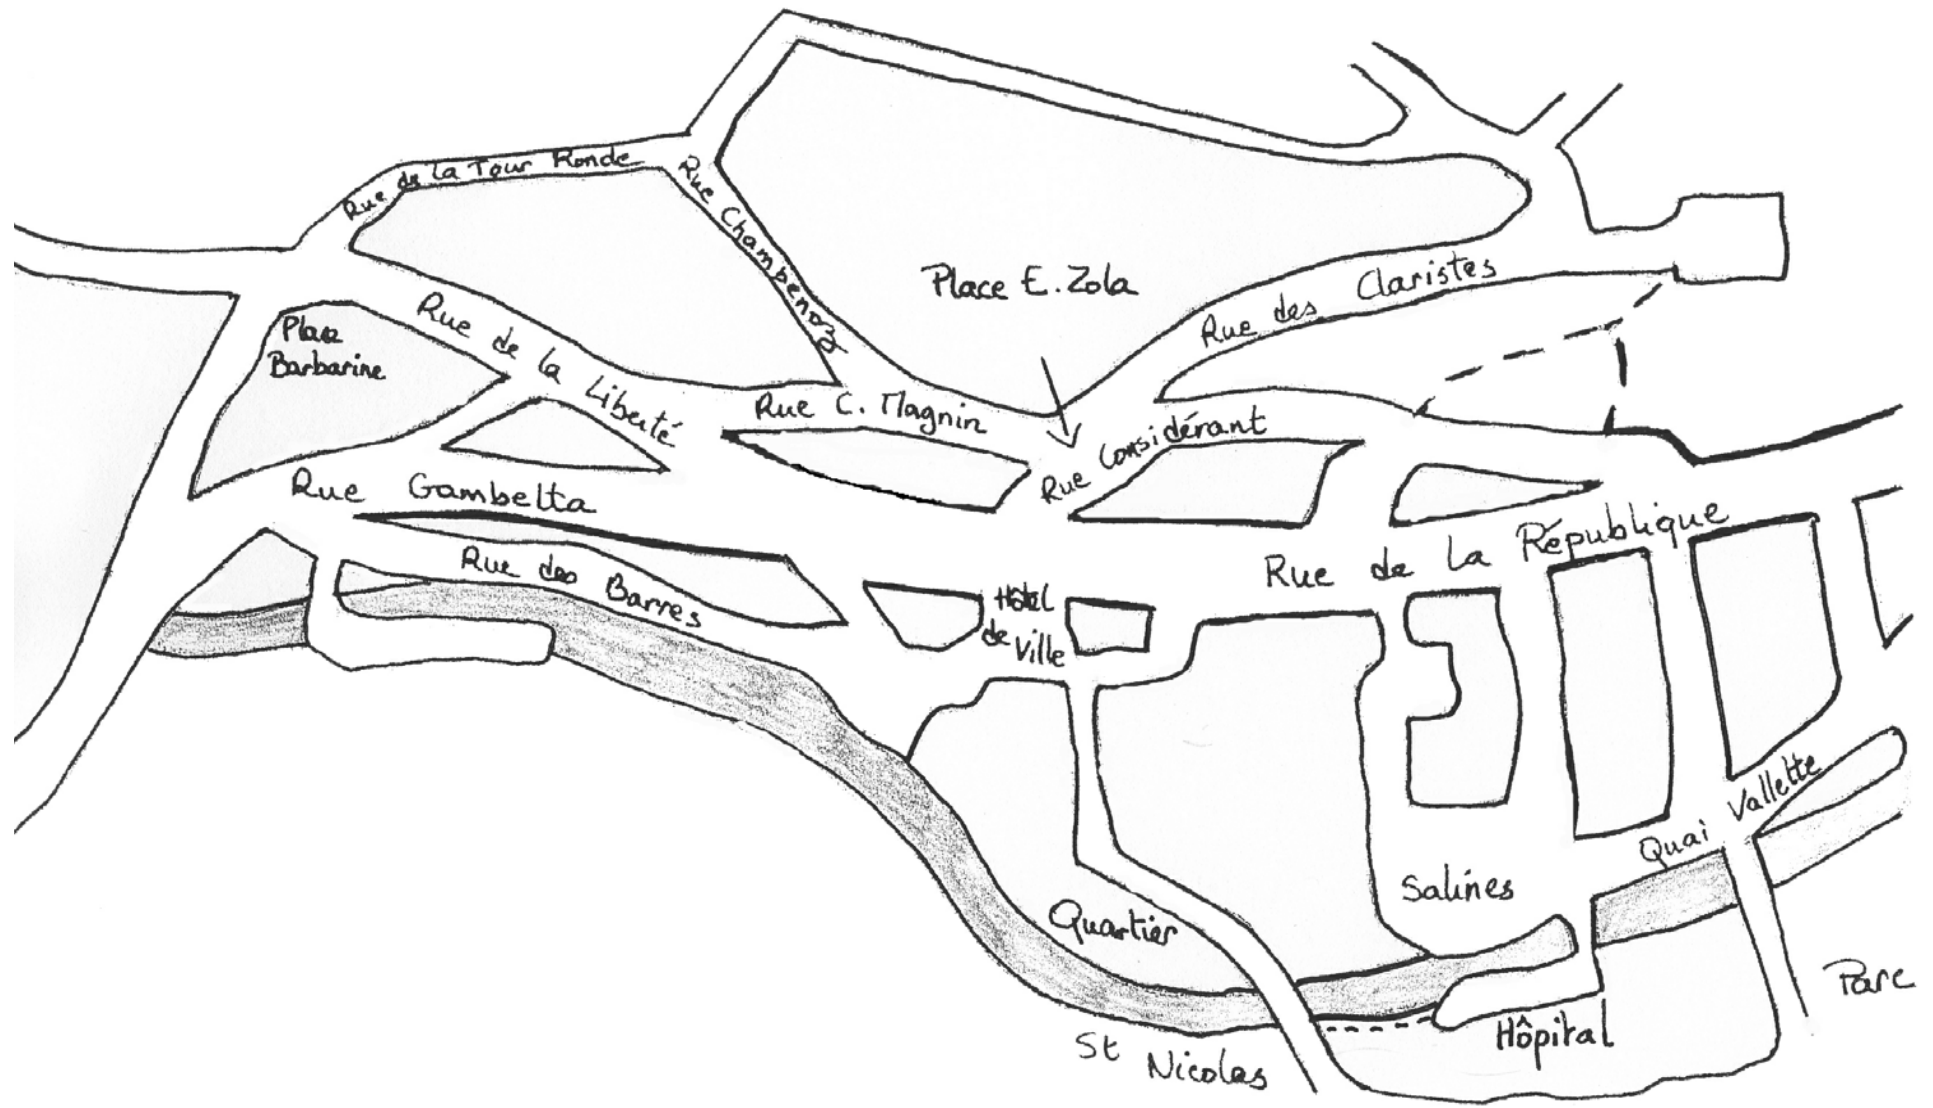 Rue de la Tour Ronde
Rue Chambenoz
Place E. Zola
Rue des Claristes
Place
Barbarine
Rue de la Liberté
Rue C. Magnin
Rue Considérant
Rue Gambetta
Rue de la République
Rue des Barres
Hôtel
de
Ville
Quai Vallette
Salines
Quartier
Parc
Hôpital
St Nicolas